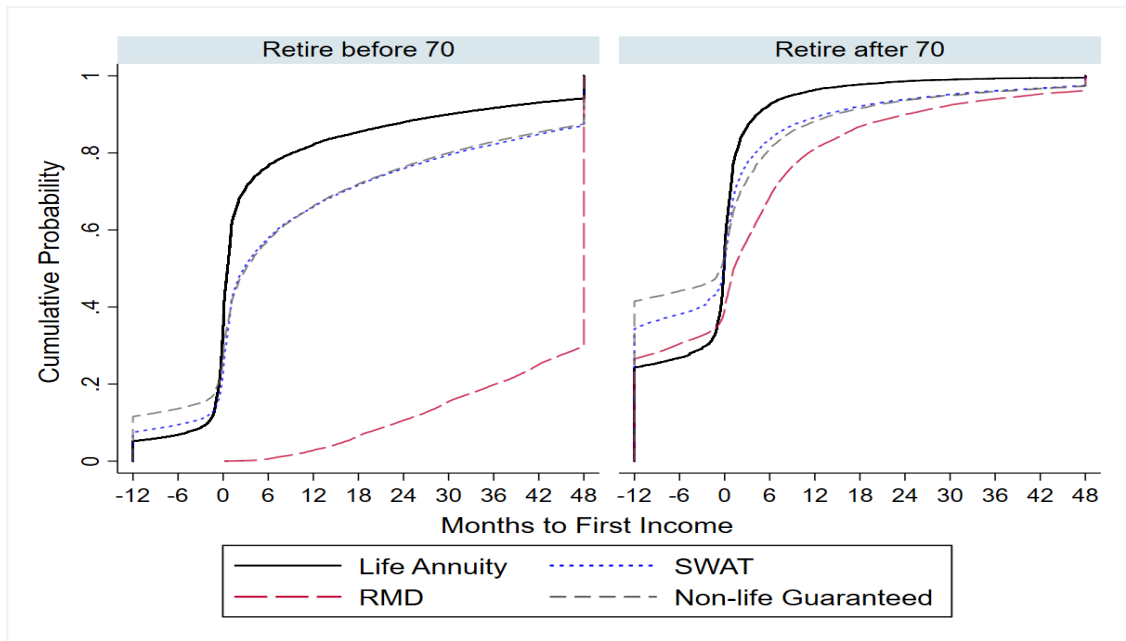 Retire before 70
Retire after 70
Cumulative Probability
0 .2 .4 .6 .8 1
-12 -6 0 6 12 18 24 30 36 42 48
-12 -6 0 6 12 18 24 30 36 42 48
Months to First Income
Life Annuity
SWAT
RMD
Non-life Guaranteed